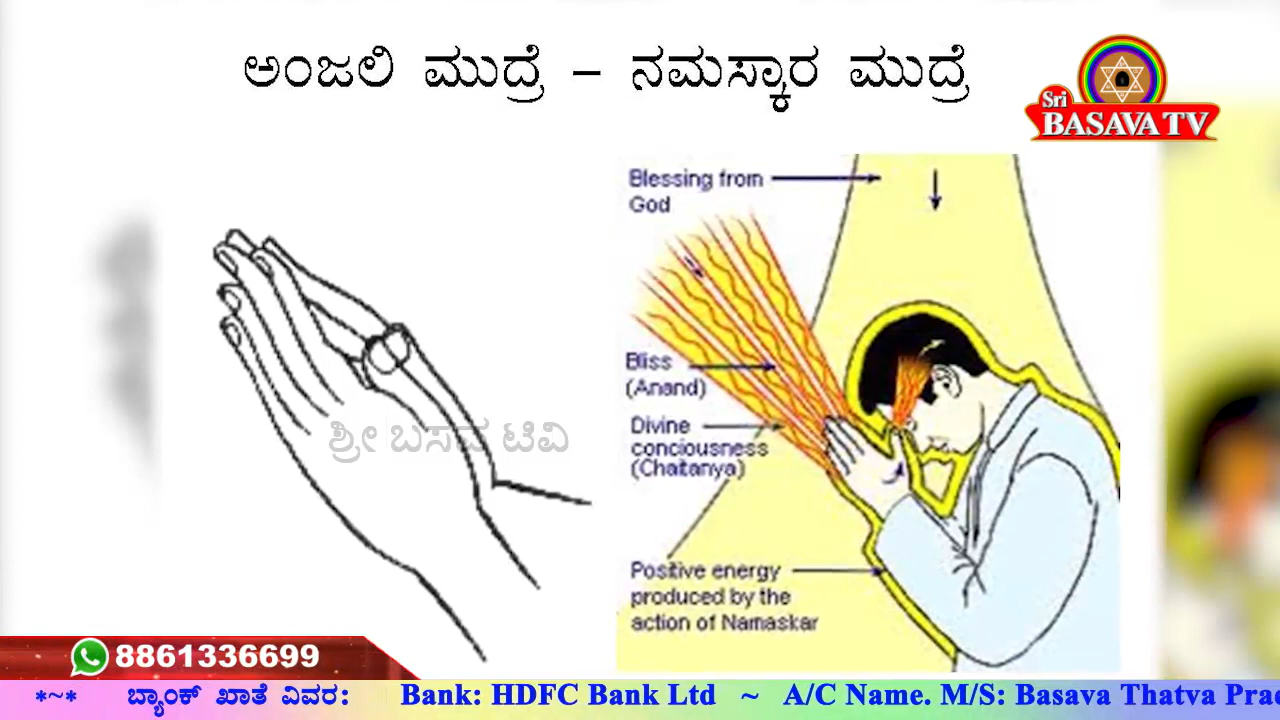 ಅಂಜಲಿ ಮುದ್ರೆ – ನಮಸ್ಕಾರ ಮುದ್ರೆ
Sri
BASAVA TV
Blessing from
God
Bliss
(Anand)
Divine
conciousness
(Chaitanya)
Positive energy
produced by the
action of Namaskar
ಶ್ರೀ ಬಸವ ಟಿವಿ
8861336699
*~* ಬ್ಯಾಂಕ್ ಖಾತೆ ವಿವರ: Bank: HDFC Bank Ltd ~ A/C Name. M/S: Basava Thatva Prac